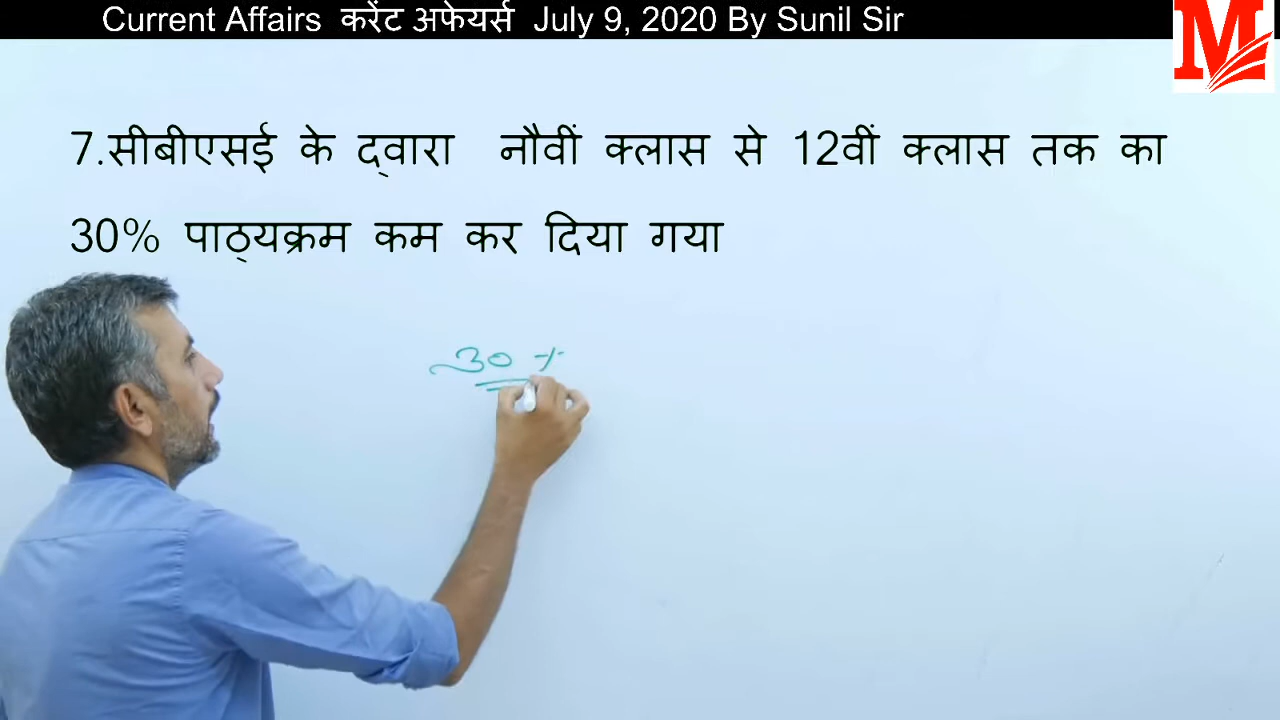 Current Affairs करेंट अफेयर्स July 9, 2020 By Sunil Sir
M
7.सीबीएसई के द्वारा नौवीं क्लास से 12वीं क्लास तक का
30% पाठ्यक्रम कम कर दिया गया
30 %